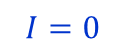 I = 0